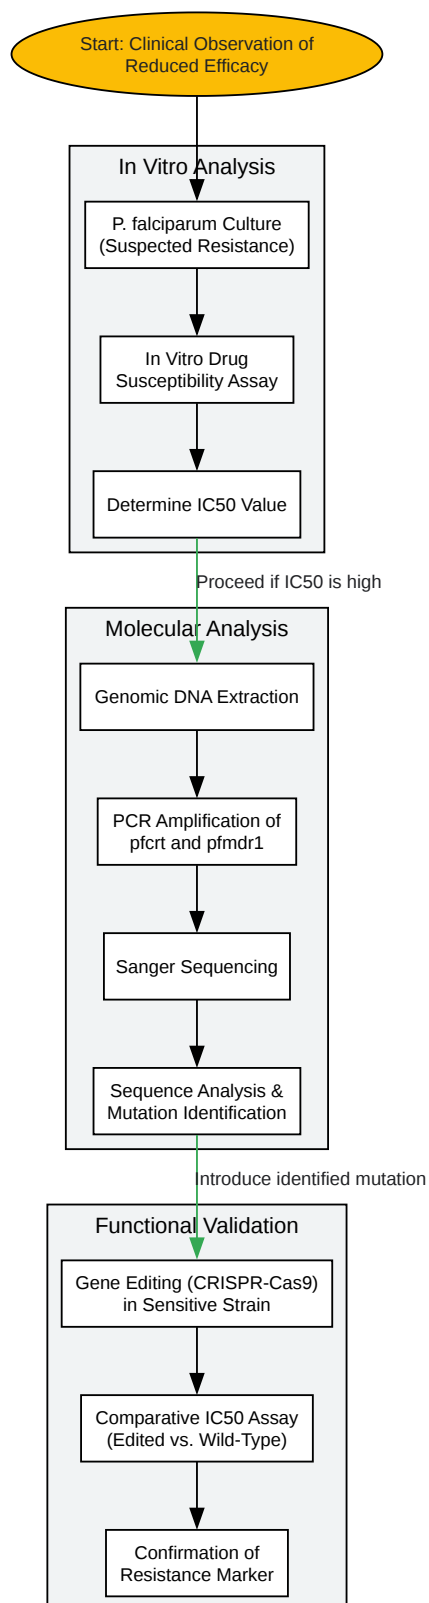 Start: Clinical Observation of
Reduced Efficacy
In Vitro Analysis
P. falciparum Culture
(Suspected Resistance)
In Vitro Drug
Susceptibility Assay
Determine IC50 Value
Proceed if IC50 is high
Molecular Analysis
Genomic DNA Extraction
PCR Amplification of
pfcrt and pfmdr1
Sanger Sequencing
Sequence Analysis &
Mutation Identification
Introduce identified mutation
Functional Validation
Gene Editing (CRISPR-Cas9)
in Sensitive Strain
Comparative IC50 Assay
(Edited vs. Wild-Type)
Confirmation of
Resistance Marker